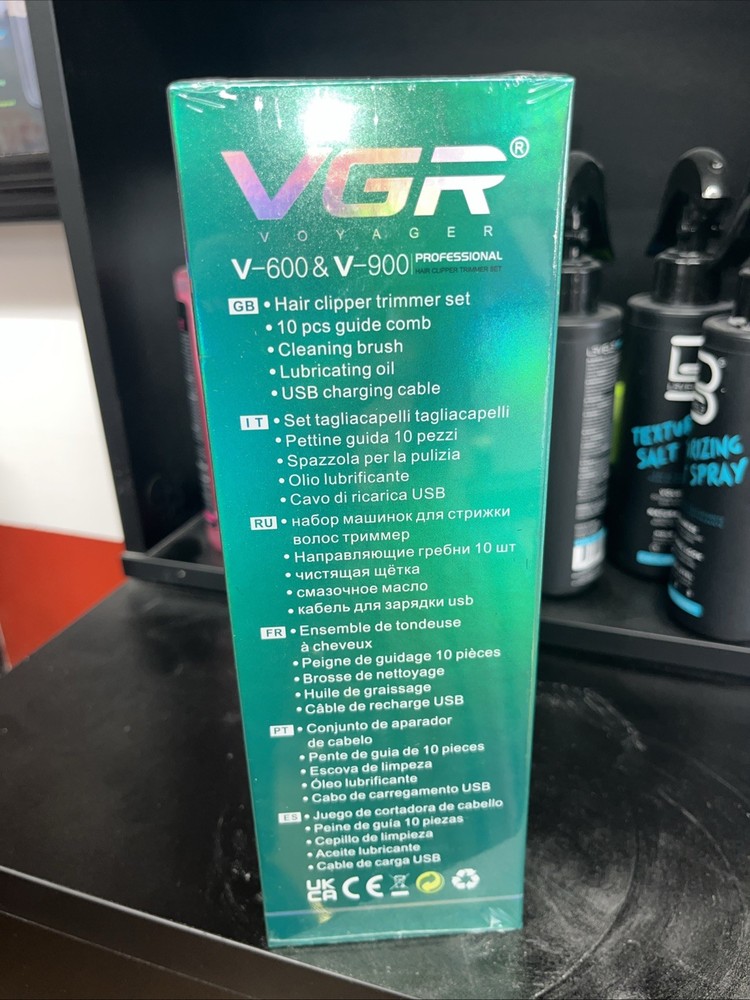 VGR®
VOYAGER
V-600 & V-900 PROFESSIONAL
HAIR CLIPPER TRIMMER SET
GB • Hair clipper trimmer set
• 10 pcs guide comb
• Cleaning brush
• Lubricating oil
• USB charging cable
IT • Set tagliacapelli tagliacapelli
• Pettine guida 10 pezzi
• Spazzola per la pulizia
• Olio lubrificante
• Cavo di ricarica USB
RU • набор машинок для стрижки
волос триммер
• Направляющие гребни 10 шт
• чистящая щётка
• смазочное масло
• кабель для зарядки usb
FR • Ensemble de tondeuse
à cheveux
• Peigne de guidage 10 pièces
• Brosse de nettoyage
• Huile de graissage
• Câble de recharge USB
PT • Conjunto de aparador
de cabelo
• Pente de guia de 10 pieces
• Escova de limpeza
• Óleo lubrificante
• Cabo de carregamento USB
ES • Juego de cortadora de cabello
• Peine de guia 10 piezas
• Cepillo de limpieza
• Aceite lubricante
• Cable de carga USB
UK
CA CE
SALT
SPRAY